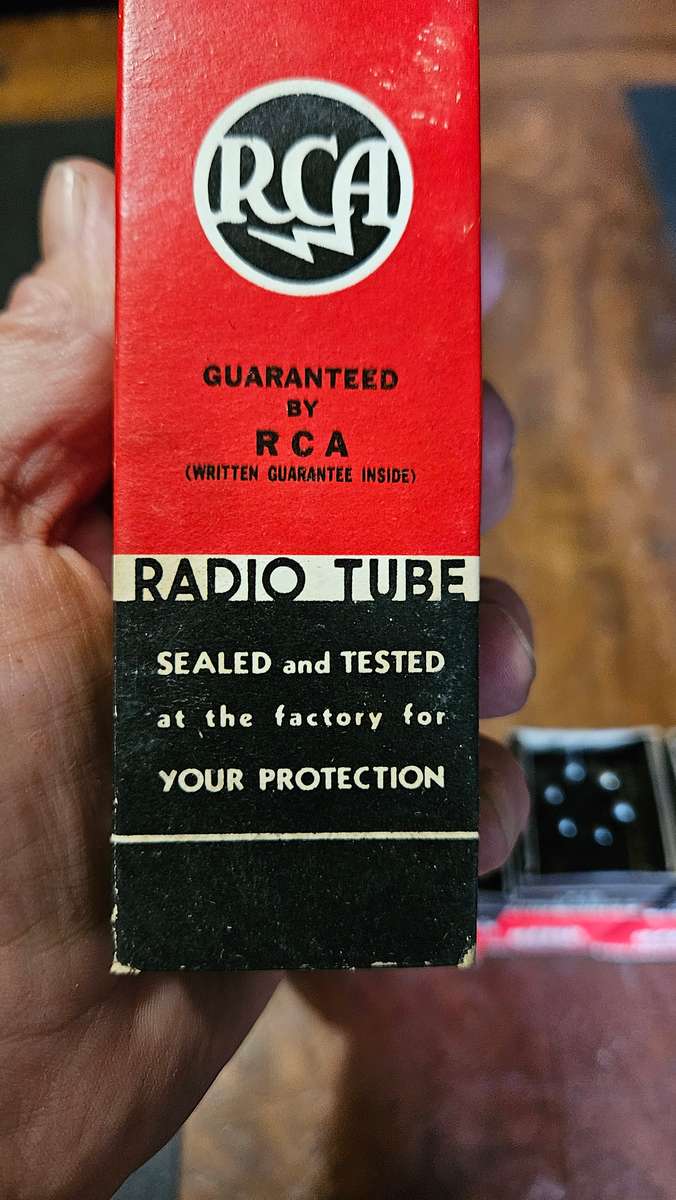 RCA
GUARANTEED
BY
RCA
(WRITTEN GUARANTEE INSIDE)
RADIO TUBE
SEALED and TESTED
at the factory for
YOUR PROTECTION